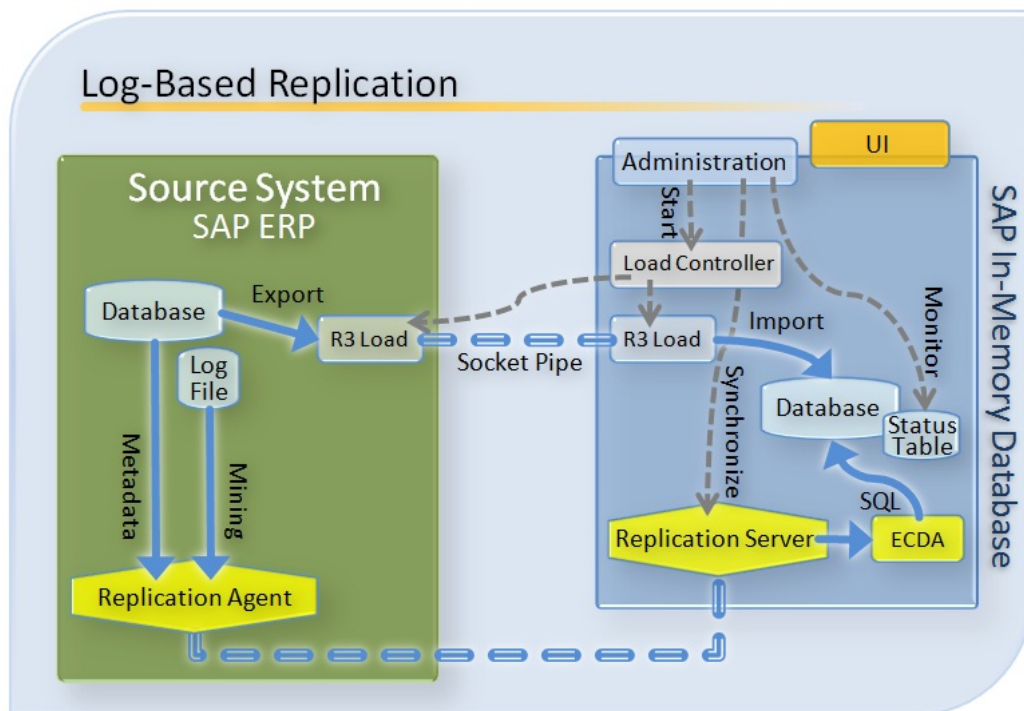 Log-Based Replication
UI
Administration
Source System
SAP ERP
Start
Load Controller
SAP In-Memory Database
Database
Export
R3 Load
Socket Pipe
R3 Load
Import
Monitor
Log
File
Database
Status
Table
Metadata
Mining
Synchronize
SQL
Replication Server
ECDA
Replication Agent